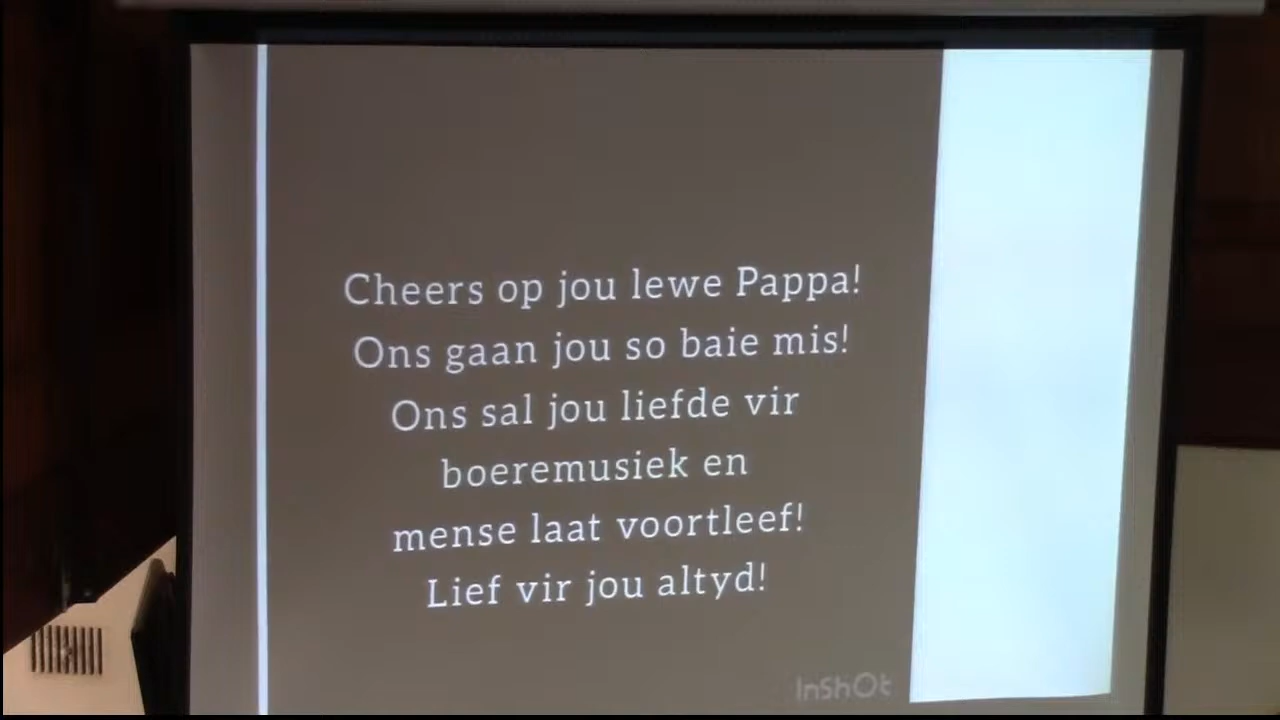 Cheers op jou lewe Pappa!
Ons gaan jou so baie mis!
Ons sal jou liefde vir
boeremusiek en
mense laat voortleef!
Lief vir jou altyd!
InShOt